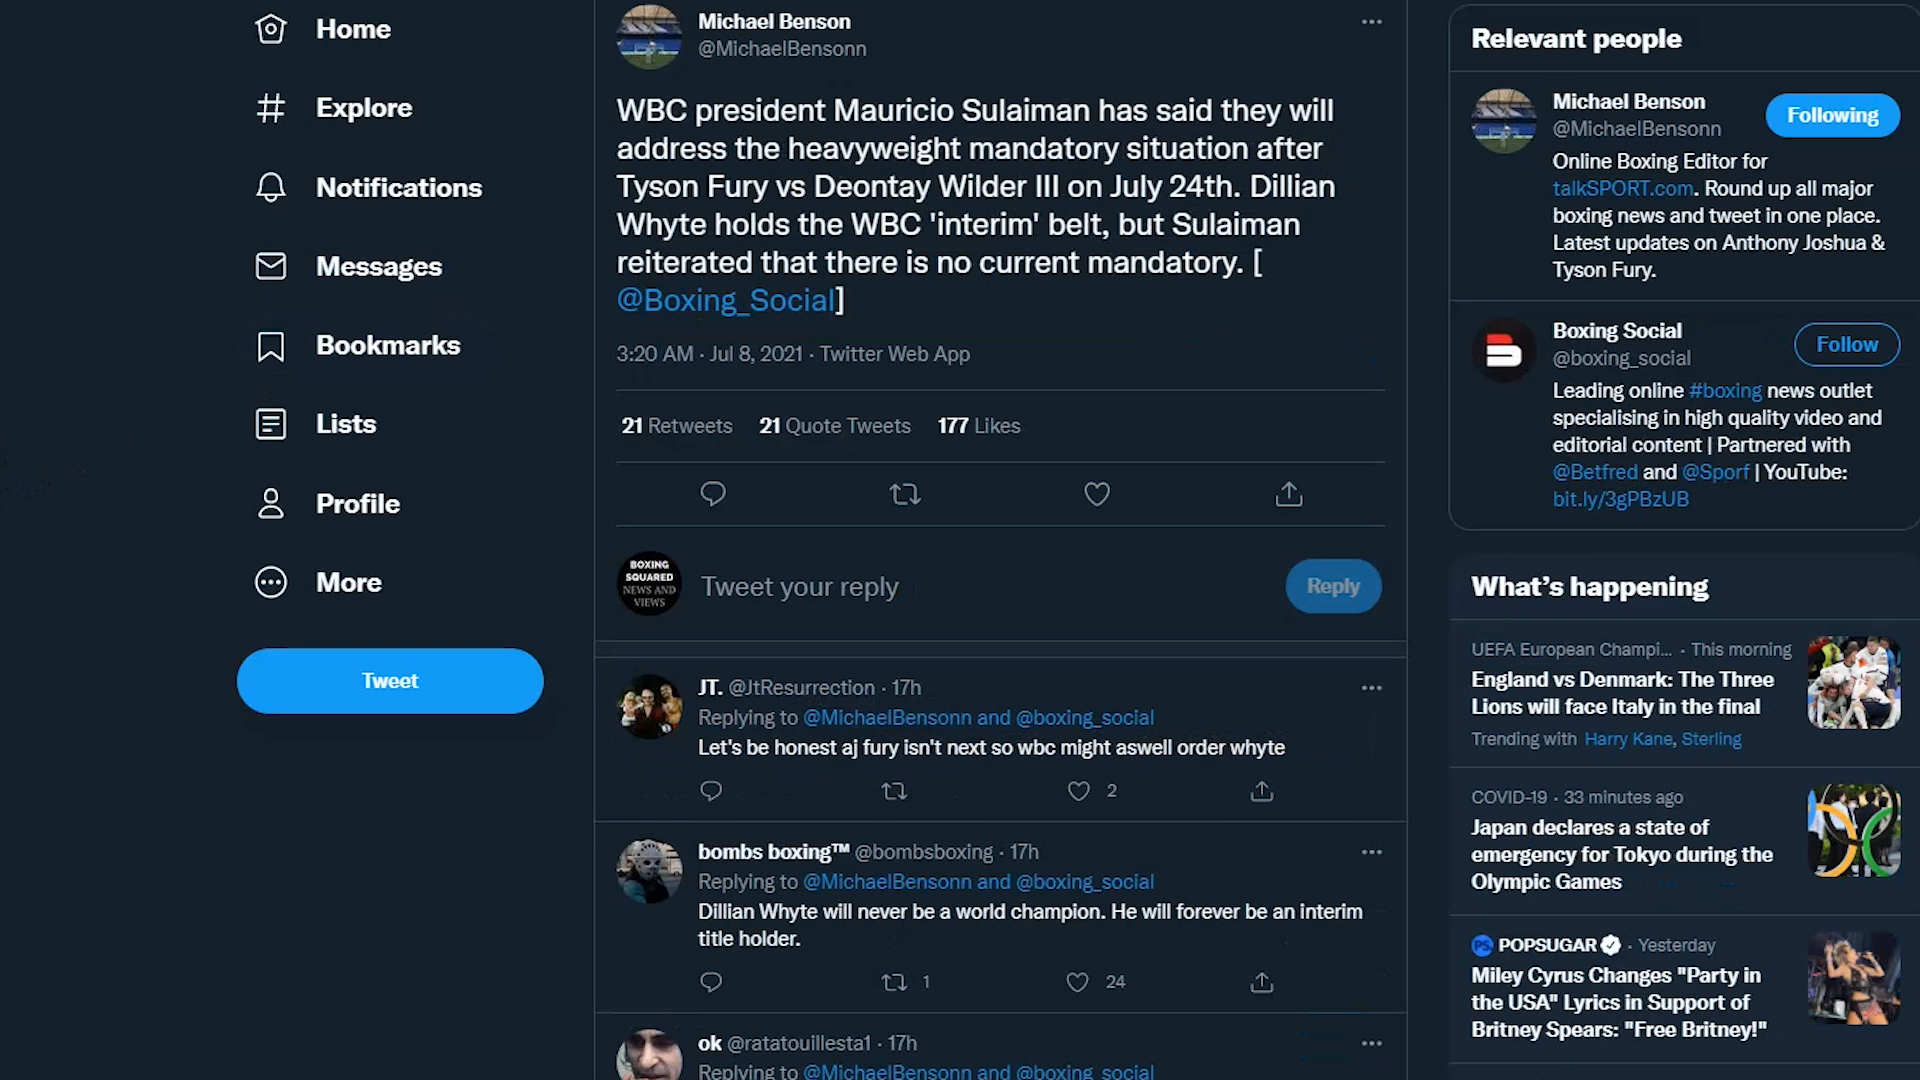 Home
Explore
Notifications
Messages
Bookmarks
Lists
Profile
More
Tweet
Michael Benson
@MichaelBensonn
WBC president Mauricio Sulaiman has said they will
address the heavyweight mandatory situation after
Tyson Fury vs Deontay Wilder III on July 24th. Dillian
Whyte holds the WBC 'interim' belt, but Sulaiman
reiterated that there is no current mandatory. [
@Boxing_Social]
3:20 AM · Jul 8, 2021 · Twitter Web App
21 Retweets 21 Quote Tweets 177 Likes
BOXING
SQUARED
NEWS AND
VIEWS
Tweet your reply
Reply
JT. @JtResurrection · 17h
Replying to @MichaelBensonn and @boxing_social
Let's be honest aj fury isn't next so wbc might aswell order whyte
2
bombs boxing™ @bombsboxing · 17h
Replying to @MichaelBensonn and @boxing_social
Dillian Whyte will never be a world champion. He will forever be an interim
title holder.
1 24
ok @ratatouillesta1 · 17h
Replying to @MichaelBensonn and @boxing_social
Relevant people
Michael Benson
@MichaelBensonn
Following
Online Boxing Editor for
talkSPORT.com. Round up all major
boxing news and tweet in one place.
Latest updates on Anthony Joshua &
Tyson Fury.
Boxing Social
@boxing_social
Follow
Leading online #boxing news outlet
specialising in high quality video and
editorial content | Partnered with
@Betfred and @Sporf | YouTube:
bit.ly/3gPBzUB
What's happening
UEFA European Champi... · This morning
England vs Denmark: The Three
Lions will face Italy in the final
Trending with Harry Kane, Sterling
COVID-19 · 33 minutes ago
Japan declares a state of
emergency for Tokyo during the
Olympic Games
PS POPSUGAR · Yesterday
Miley Cyrus Changes "Party in
the USA" Lyrics in Support of
Britney Spears: "Free Britney!"